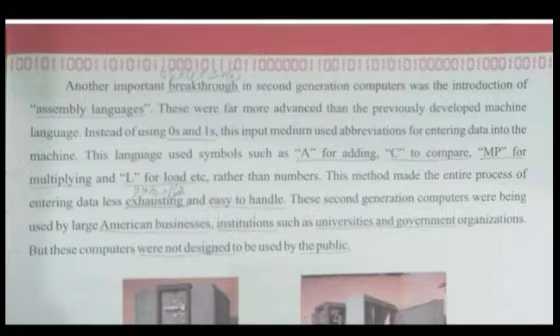 Another important breakthrough in second generation computers was the introduction of
"assembly languages". These were far more advanced than the previously developed machine
language. Instead of using 0s and 1s, this input medium used abbreviations for entering data into the
machine. This language used symbols such as "A" for adding, "C" to compare, "MP" for
multiplying and "L" for load etc, rather than numbers. This method made the entire process of
entering data less exhausting and easy to handle. These second generation computers were being
used by large American businesses, institutions such as universities and government organizations.
But these computers were not designed to be used by the public.